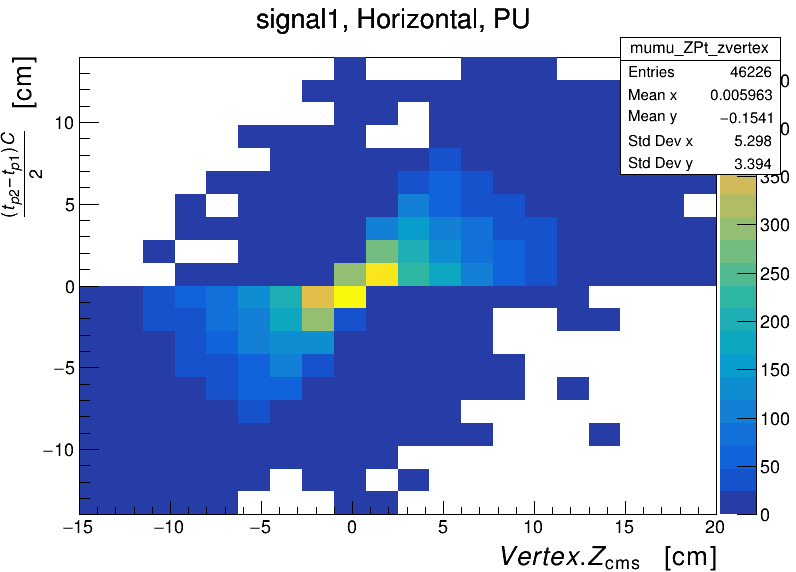 signal1, Horizontal, PU
mumu_ZPt_zvertex
Entries 46226
Mean x 0.005963
Mean y −0.1541
Std Dev x 5.298
Std Dev y 3.394
(t_p2−t_p1)C
2
[cm]
10
5
0
−5
−10
−15 −10 −5 0 5 10 15 20
Vertex.Z_cms [cm]
350
300
250
200
150
100
50
0